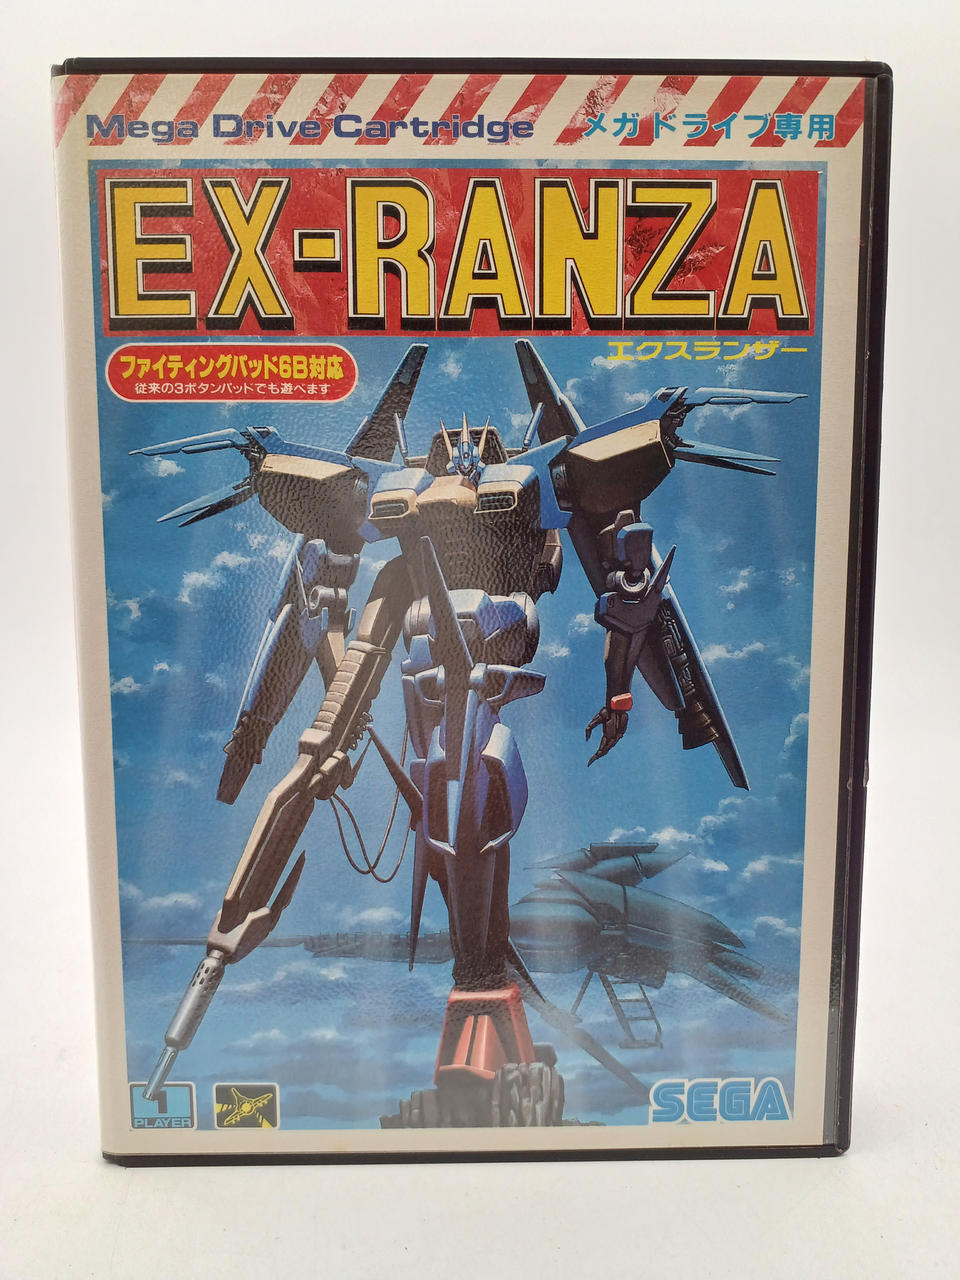 Mega Drive Cartridge メガドライブ専用
EX-RANZA
エクスランザー
ファイティングパッド6B対応
従来の3ボタンパッドでも遊べます
1
PLAYER
SEGA